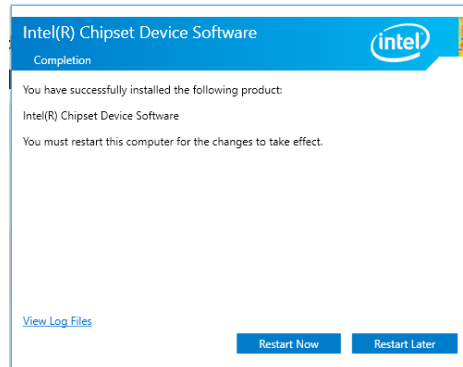 Intel(R) Chipset Device Software
intel
Completion
You have successfully installed the following product:
Intel(R) Chipset Device Software
You must restart this computer for the changes to take effect.
View Log Files
Restart Now
Restart Later